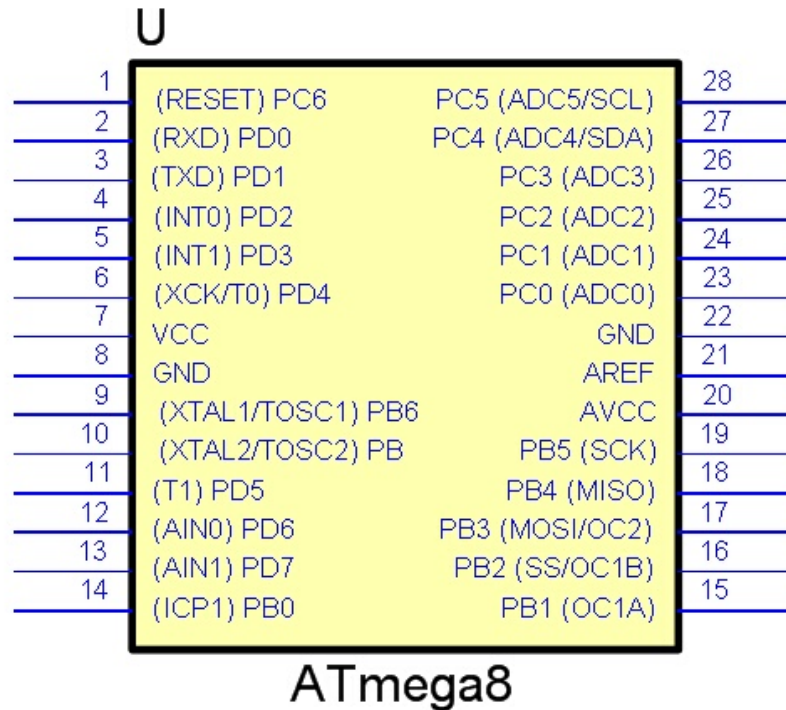 U
1 (RESET) PC6 PC5 (ADC5/SCL) 28
2 (RXD) PD0 PC4 (ADC4/SDA) 27
3 (TXD) PD1 PC3 (ADC3) 26
4 (INT0) PD2 PC2 (ADC2) 25
5 (INT1) PD3 PC1 (ADC1) 24
6 (XCK/T0) PD4 PC0 (ADC0) 23
7 VCC GND 22
8 GND AREF 21
9 (XTAL1/TOSC1) PB6 AVCC 20
10 (XTAL2/TOSC2) PB PB5 (SCK) 19
11 (T1) PD5 PB4 (MISO) 18
12 (AIN0) PD6 PB3 (MOSI/OC2) 17
13 (AIN1) PD7 PB2 (SS/OC1B) 16
14 (ICP1) PB0 PB1 (OC1A) 15
ATmega8